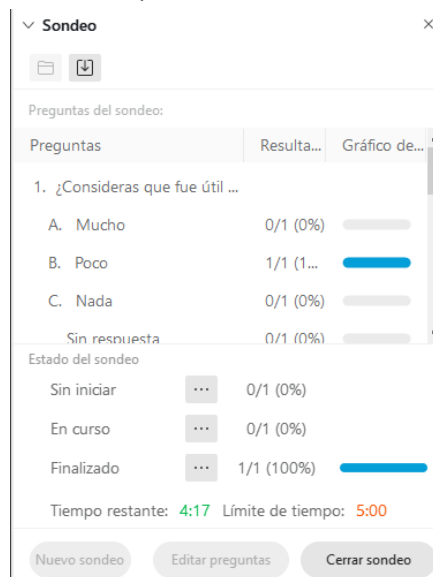 Sondeo
Preguntas del sondeo:
Preguntas Resulta... Gráfico de...
1. ¿Consideras que fue útil ...
A. Mucho 0/1 (0%)
B. Poco 1/1 (1...
C. Nada 0/1 (0%)
Sin respuesta 0/1 (0%)
Estado del sondeo
Sin iniciar ... 0/1 (0%)
En curso ... 0/1 (0%)
Finalizado ... 1/1 (100%)
Tiempo restante: 4:17 Límite de tiempo: 5:00
Nuevo sondeo Editar preguntas Cerrar sondeo